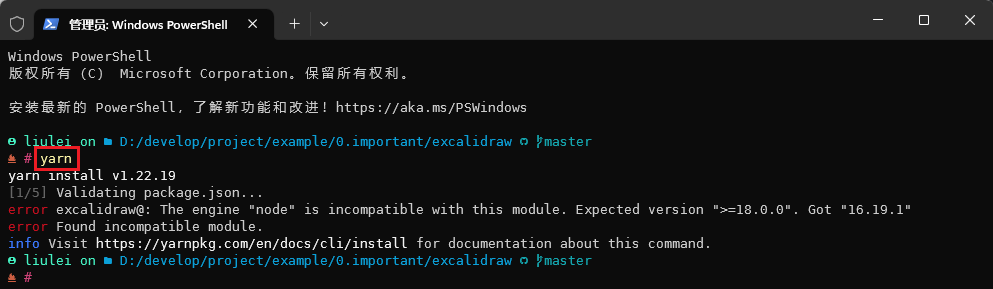 管理员: Windows PowerShell
Windows PowerShell
版权所有 (C)  Microsoft Corporation。保留所有权利。
安装最新的 PowerShell，了解新功能和改进！https://aka.ms/PSWindows
liulei on D:/develop/project/example/0.important/excalidraw master
# yarn
yarn install v1.22.19
[1/5] Validating package.json...
error excalidraw@: The engine "node" is incompatible with this module. Expected version ">=18.0.0". Got "16.19.1"
error Found incompatible module.
info Visit https://yarnpkg.com/en/docs/cli/install for documentation about this command.
liulei on D:/develop/project/example/0.important/excalidraw master
#